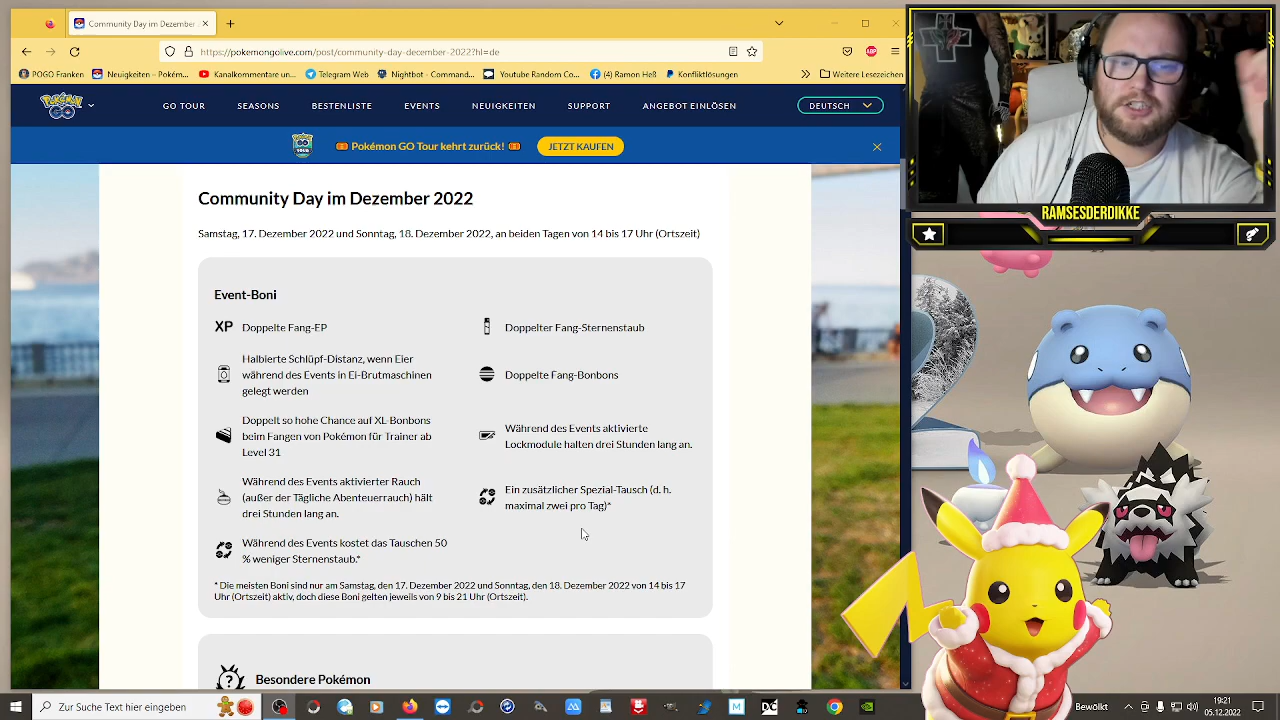 Community Day im Dezember
https://pokemongolive.com/post/community-day-december-2022?hl=de
POGO Franken
Neuigkeiten – Pokém...
Kanalkommentare un...
Telegram Web
Nightbot - Command...
Youtube Random Co...
(4) Ramon Heß
Konfliktlösungen
Weitere Lesezeichen
GO TOUR
SEASONS
BESTENLISTE
EVENTS
NEUIGKEITEN
SUPPORT
ANGEBOT EINLÖSEN
DEUTSCH
Pokémon GO Tour kehrt zurück!
JETZT KAUFEN
Community Day im Dezember 2022
Samstag, 17. Dezember 2022 und Sonntag, 18. Dezember 2022, an beiden Tagen von 14 bis 17 Uhr (Ortszeit)
Event-Boni
XP Doppelte Fang-EP
Doppelter Fang-Sternenstaub
Halbierte Schlüpf-Distanz, wenn Eier
während des Events in Ei-Brutmaschinen
gelegt werden
Doppelte Fang-Bonbons
Doppelt so hohe Chance auf XL-Bonbons
beim Fangen von Pokémon für Trainer ab
Level 31
Während des Events aktivierte
Lockmodule halten drei Stunden lang an.
Während des Events aktivierter Rauch
(außer der Tägliche Abenteuerrauch) hält
drei Stunden lang an.
Ein zusätzlicher Spezial-Tausch (d. h.
maximal zwei pro Tag)*
Während des Events kostet das Tauschen 50
% weniger Sternenstaub.*
* Die meisten Boni sind nur am Samstag, den 17. Dezember 2022 und Sonntag, den 18. Dezember 2022 von 14 bis 17
Uhr (Ortszeit) aktiv, doch diese Boni gelten jeweils von 9 bis 21 Uhr (Ortszeit).
Besondere Pokémon
RAMSESDERDIKKE
Zur Suche Text hier eingeben
Bewölkt
19:21
05.12.2022